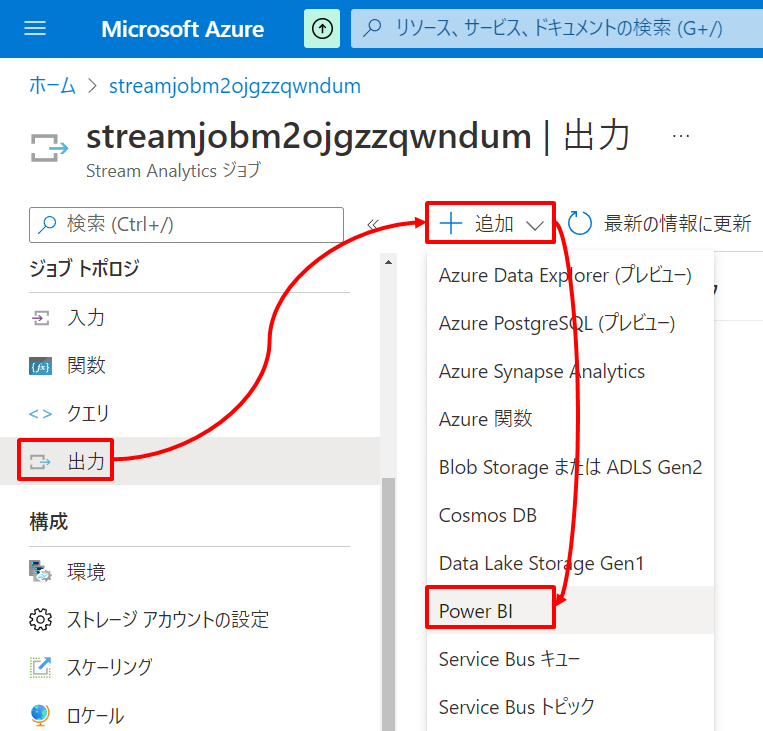 Microsoft Azure
リソース、サービス、ドキュメントの検索 (G+/)
ホーム > streamjobm2ojgzzqwndum
streamjobm2ojgzzqwndum | 出力 ...
Stream Analytics ジョブ
検索 (Ctrl+/)
«
+ 追加
最新の情報に更新
ジョブ トポロジ
入力
関数
クエリ
出力
構成
環境
ストレージ アカウントの設定
スケーリング
ロケール
Azure Data Explorer (プレビュー)
Azure PostgreSQL (プレビュー)
Azure Synapse Analytics
Azure 関数
Blob Storage または ADLS Gen2
Cosmos DB
Data Lake Storage Gen1
Power BI
Service Bus キュー
Service Bus トピック